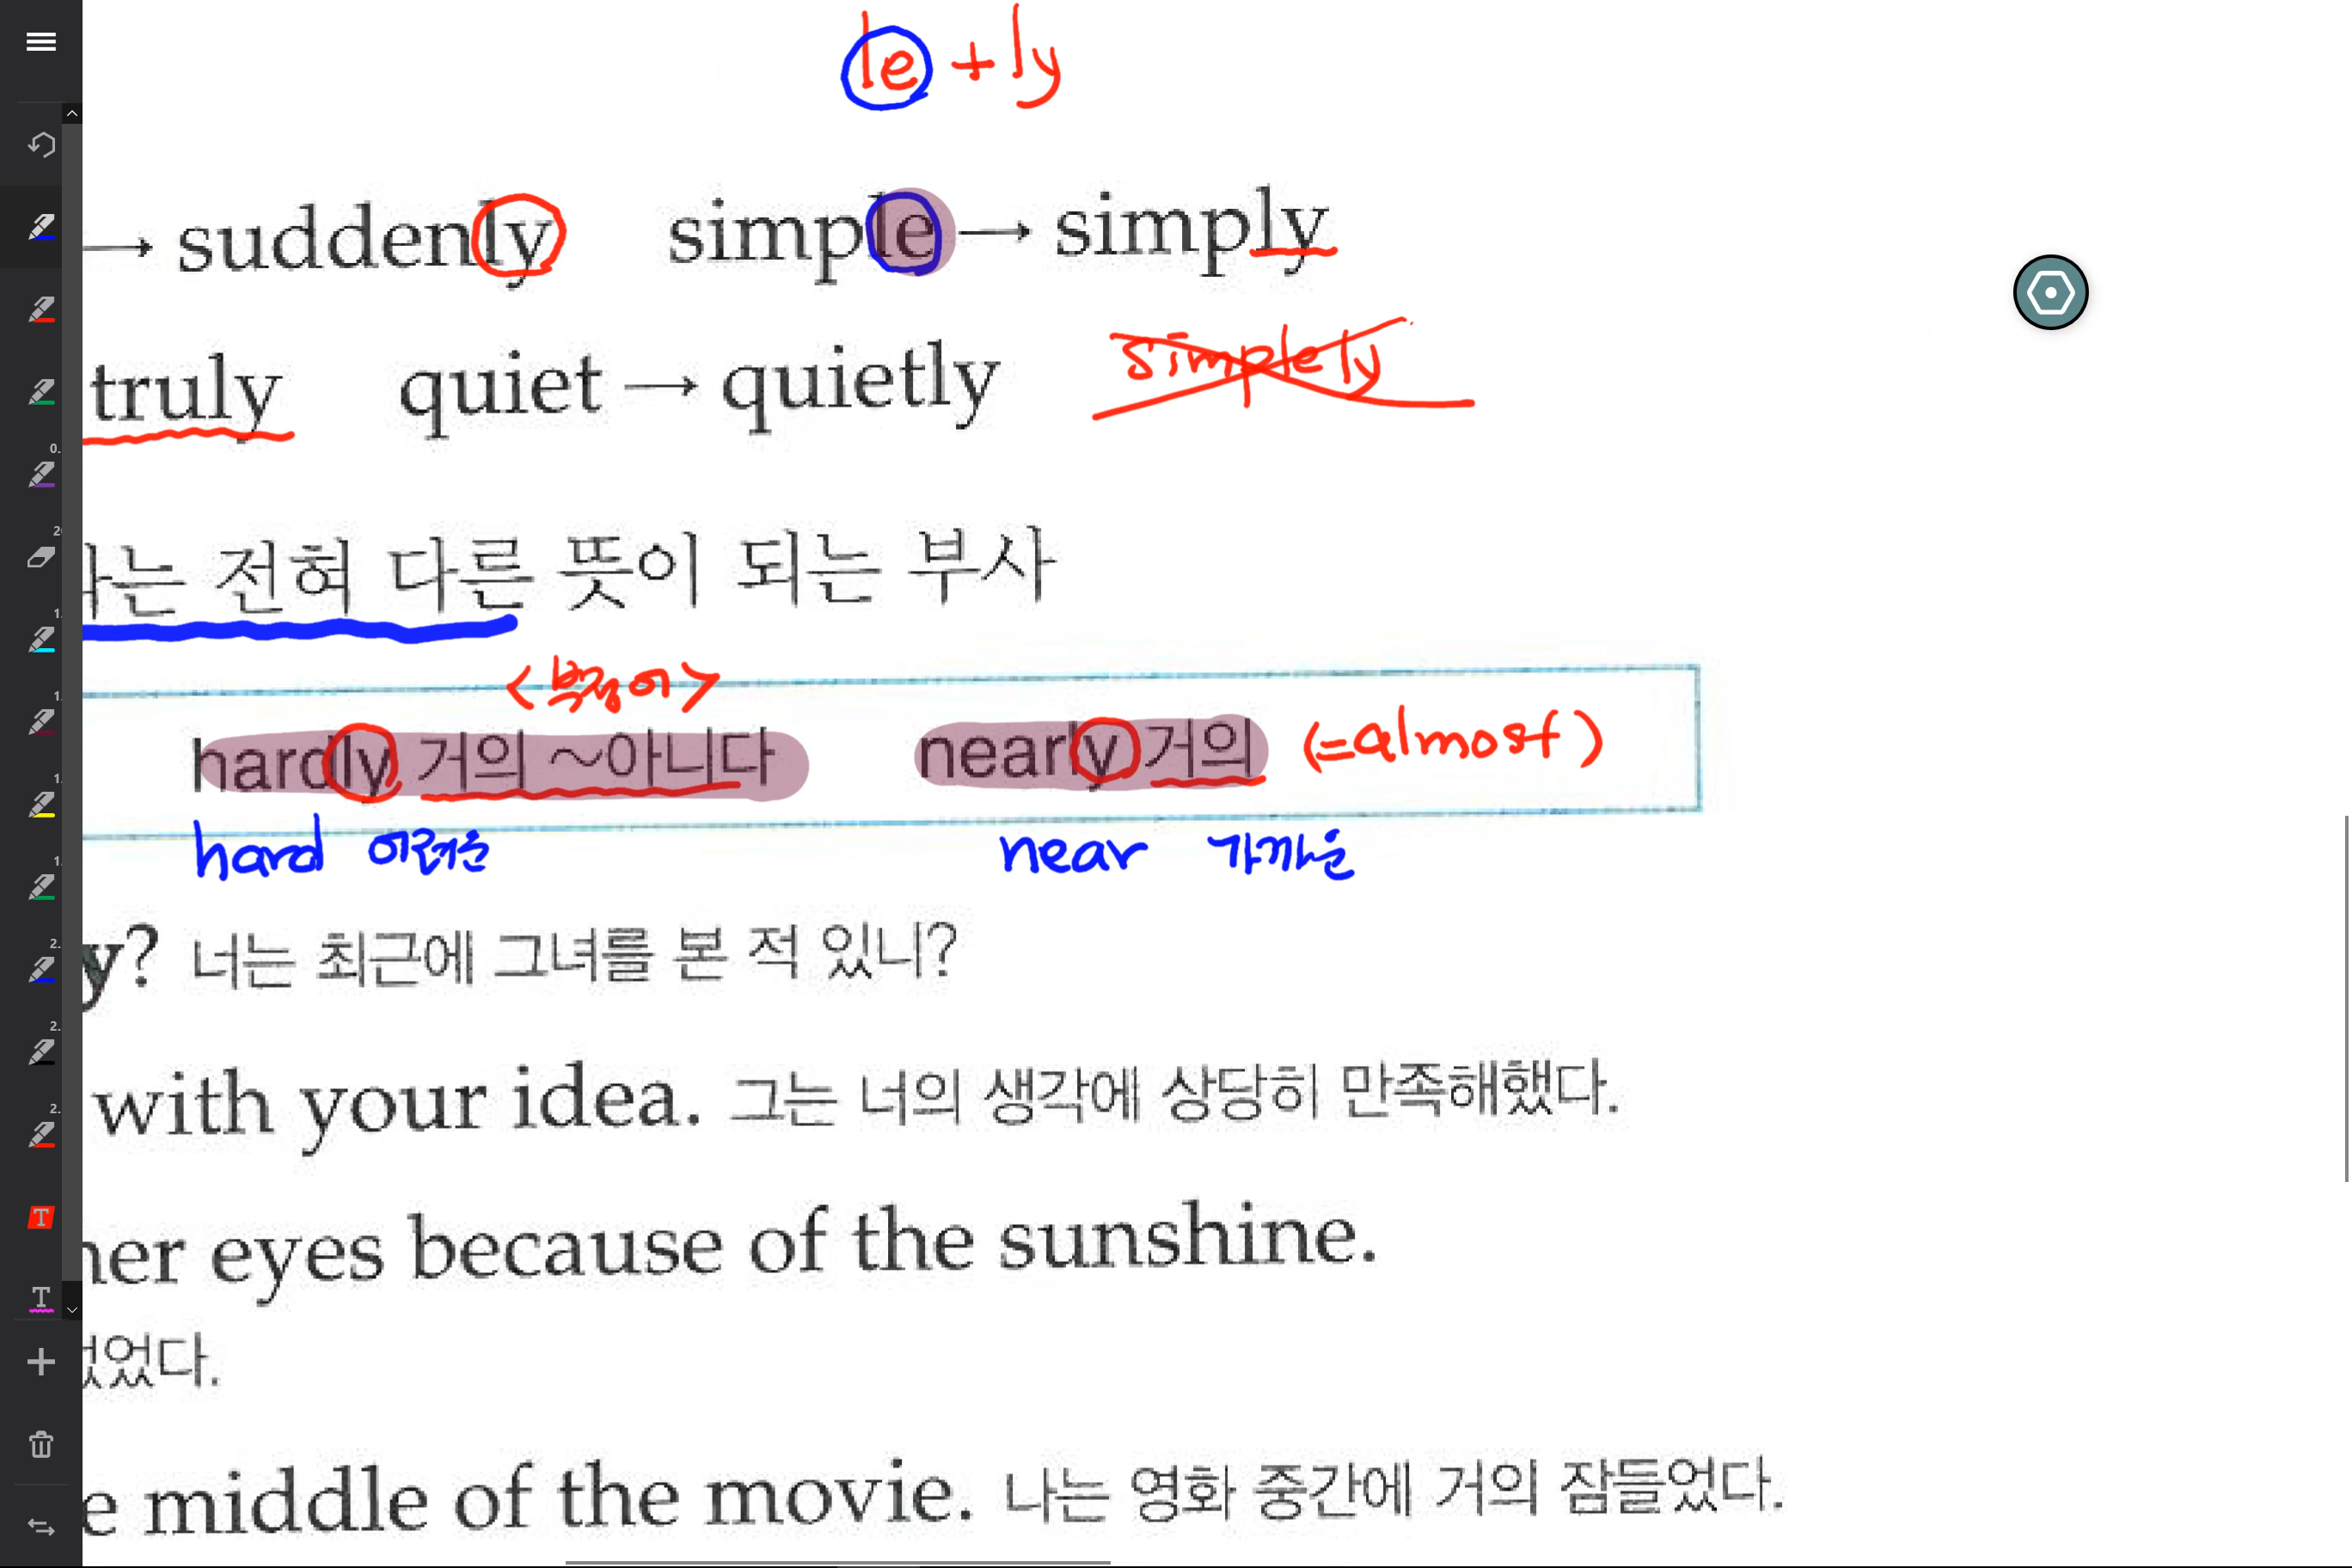 le + ly
→ suddenly simple → simply
truly quiet → quietly simplely
는 전혀 다른 뜻이 되는 부사
<부정어>
hardly 거의 ~아니다 nearly 거의 (=almost)
hard 어려운 near 가까운
y? 너는 최근에 그녀를 본 적 있니?
with your idea. 그는 너의 생각에 상당히 만족해했다.
her eyes because of the sunshine.
었다.
e middle of the movie. 나는 영화 중간에 거의 잠들었다.